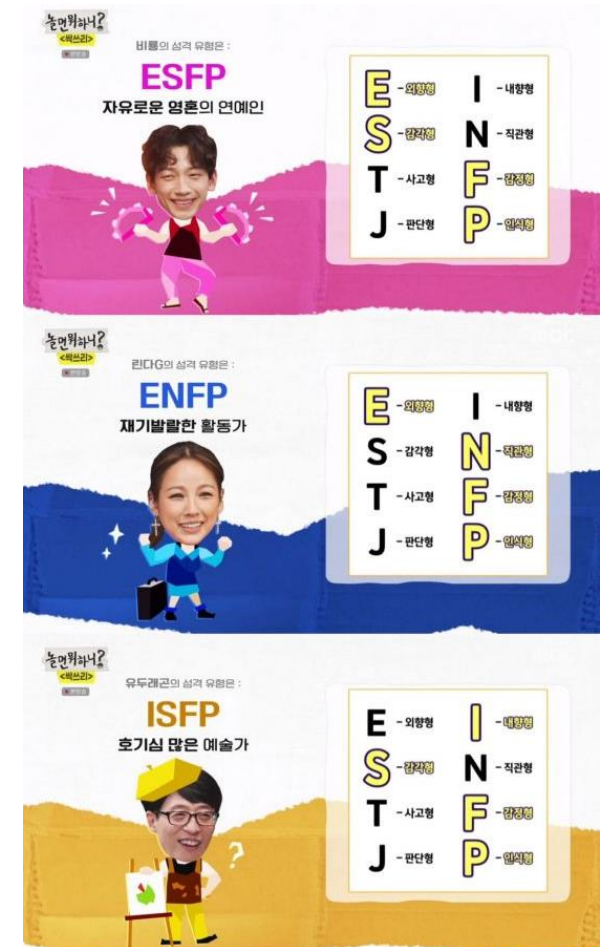 놀면뭐하니?
<싹쓰리>
비룡의 성격 유형은 :
ESFP
자유로운 영혼의 연예인
E - 외향형 I - 내향형
S - 감각형 N - 직관형
T - 사고형 F - 감정형
J - 판단형 P - 인식형
놀면뭐하니?
<싹쓰리>
린다G의 성격 유형은 :
ENFP
재기발랄한 활동가
E - 외향형 I - 내향형
S - 감각형 N - 직관형
T - 사고형 F - 감정형
J - 판단형 P - 인식형
놀면뭐하니?
<싹쓰리>
유두래곤의 성격 유형은 :
ISFP
호기심 많은 예술가
E - 외향형 I - 내향형
S - 감각형 N - 직관형
T - 사고형 F - 감정형
J - 판단형 P - 인식형
?